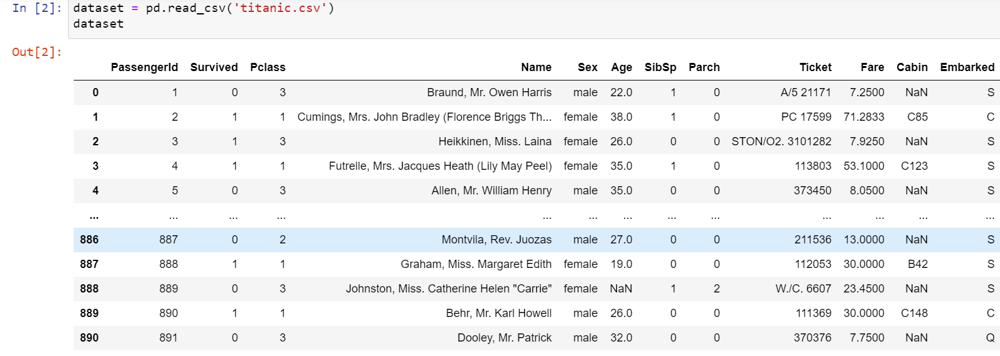 In [2]: dataset = pd.read_csv('titanic.csv')
dataset
Out[2]:
PassengerId Survived Pclass Name Sex Age SibSp Parch Ticket Fare Cabin Embarked
0 1 0 3 Braund, Mr. Owen Harris male 22.0 1 0 A/5 21171 7.2500 NaN S
1 2 1 1 Cumings, Mrs. John Bradley (Florence Briggs Th... female 38.0 1 0 PC 17599 71.2833 C85 C
2 3 1 3 Heikkinen, Miss. Laina female 26.0 0 0 STON/O2. 3101282 7.9250 NaN S
3 4 1 1 Futrelle, Mrs. Jacques Heath (Lily May Peel) female 35.0 1 0 113803 53.1000 C123 S
4 5 0 3 Allen, Mr. William Henry male 35.0 0 0 373450 8.0500 NaN S
... ... ... ... ... ... ... ... ... ... ... ... ...
886 887 0 2 Montvila, Rev. Juozas male 27.0 0 0 211536 13.0000 NaN S
887 888 1 1 Graham, Miss. Margaret Edith female 19.0 0 0 112053 30.0000 B42 S
888 889 0 3 Johnston, Miss. Catherine Helen "Carrie" female NaN 1 2 W./C. 6607 23.4500 NaN S
889 890 1 1 Behr, Mr. Karl Howell male 26.0 0 0 111369 30.0000 C148 C
890 891 0 3 Dooley, Mr. Patrick male 32.0 0 0 370376 7.7500 NaN Q